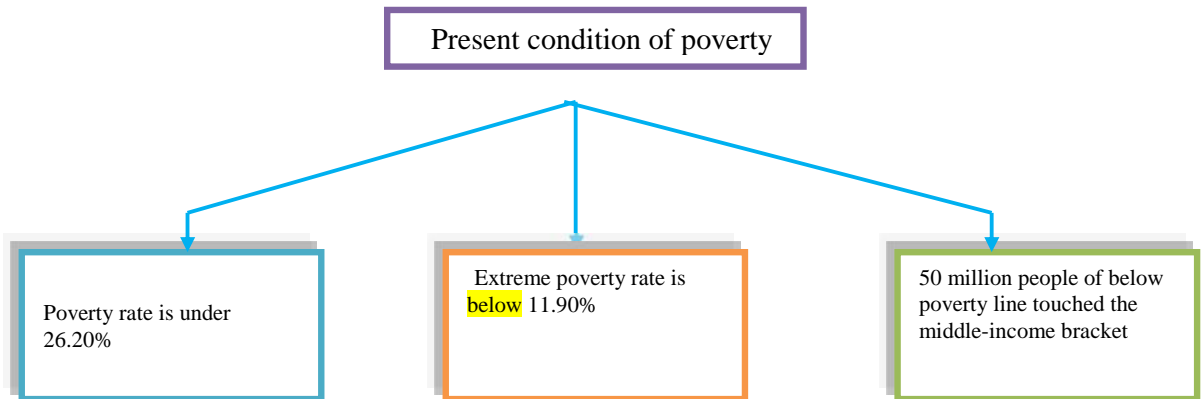 Present condition of poverty
Poverty rate is under
26.20%
Extreme poverty rate is
below 11.90%
50 million people of below
poverty line touched the
middle-income bracket